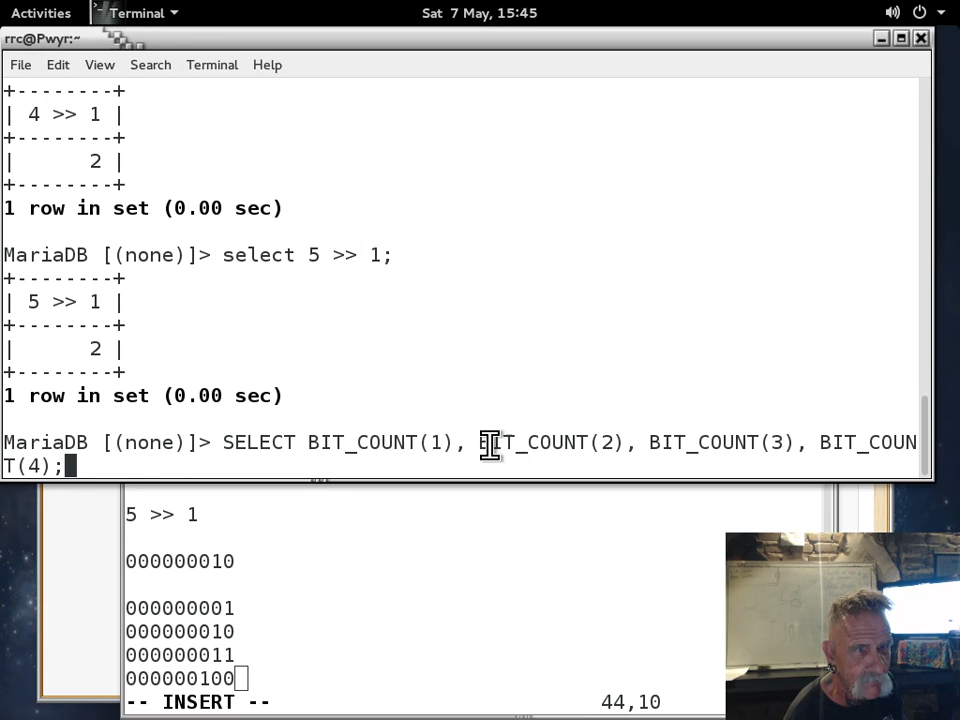 Activities Terminal Sat 7 May, 15:45
rrc@Pwyr:~
File Edit View Search Terminal Help
+--------+
| 4 >> 1 |
+--------+
|      2 |
+--------+
1 row in set (0.00 sec)
MariaDB [(none)]> select 5 >> 1;
+--------+
| 5 >> 1 |
+--------+
|      2 |
+--------+
1 row in set (0.00 sec)
MariaDB [(none)]> SELECT BIT_COUNT(1), BIT_COUNT(2), BIT_COUNT(3), BIT_COUN
T(4);
5 >> 1
000000010
000000001
000000010
000000011
000000100
-- INSERT -- 44,10